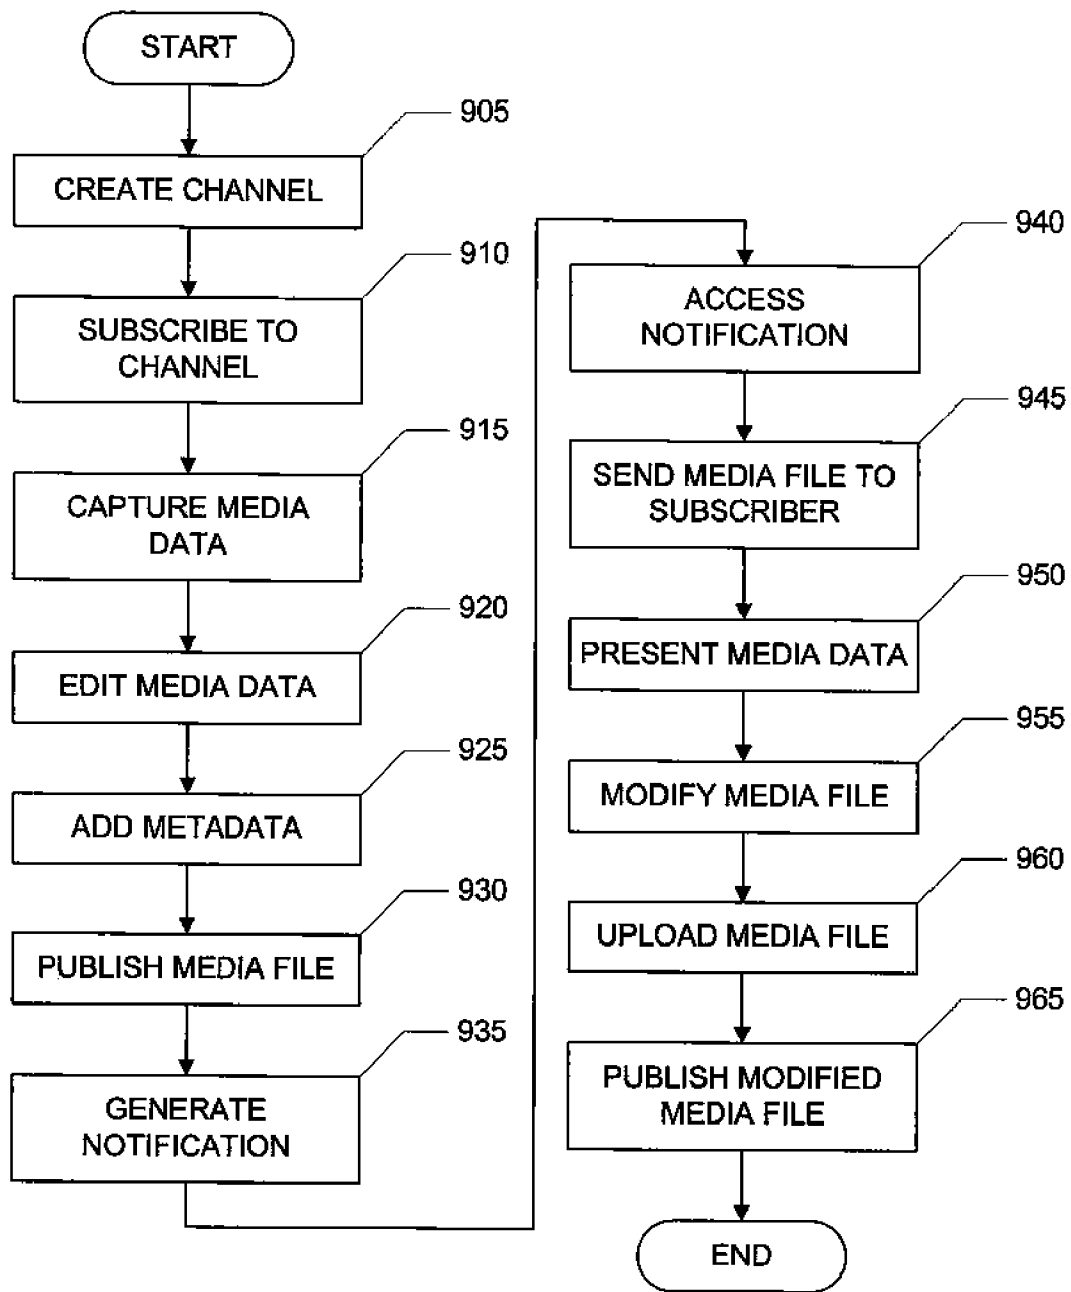 START
905
CREATE CHANNEL
910
SUBSCRIBE TO
CHANNEL
915
CAPTURE MEDIA
DATA
920
EDIT MEDIA DATA
925
ADD METADATA
930
PUBLISH MEDIA FILE
935
GENERATE
NOTIFICATION
940
ACCESS
NOTIFICATION
945
SEND MEDIA FILE TO
SUBSCRIBER
950
PRESENT MEDIA DATA
955
MODIFY MEDIA FILE
960
UPLOAD MEDIA FILE
965
PUBLISH MODIFIED
MEDIA FILE
END